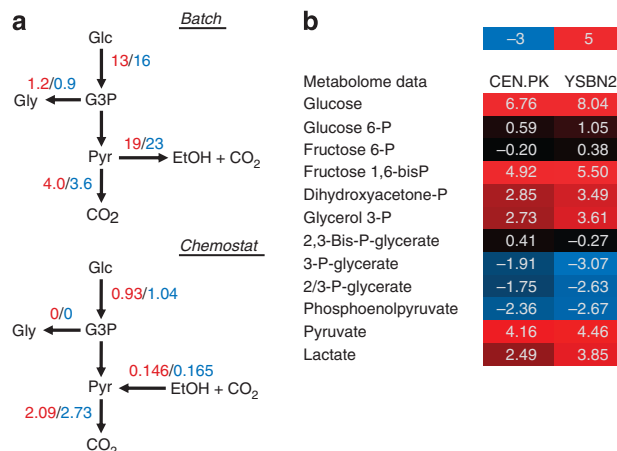 a
Batch
Glc
13/16
1.2/0.9
Gly
G3P
19/23
Pyr
EtOH + CO2
4.0/3.6
CO2
Chemostat
Glc
0.93/1.04
0/0
Gly
G3P
0.146/0.165
Pyr
EtOH + CO2
2.09/2.73
CO2
b
−3 5
Metabolome data CEN.PK YSBN2
Glucose 6.76 8.04
Glucose 6-P 0.59 1.05
Fructose 6-P −0.20 0.38
Fructose 1,6-bisP 4.92 5.50
Dihydroxyacetone-P 2.85 3.49
Glycerol 3-P 2.73 3.61
2,3-Bis-P-glycerate 0.41 −0.27
3-P-glycerate −1.91 −3.07
2/3-P-glycerate −1.75 −2.63
Phosphoenolpyruvate −2.36 −2.67
Pyruvate 4.16 4.46
Lactate 2.49 3.85